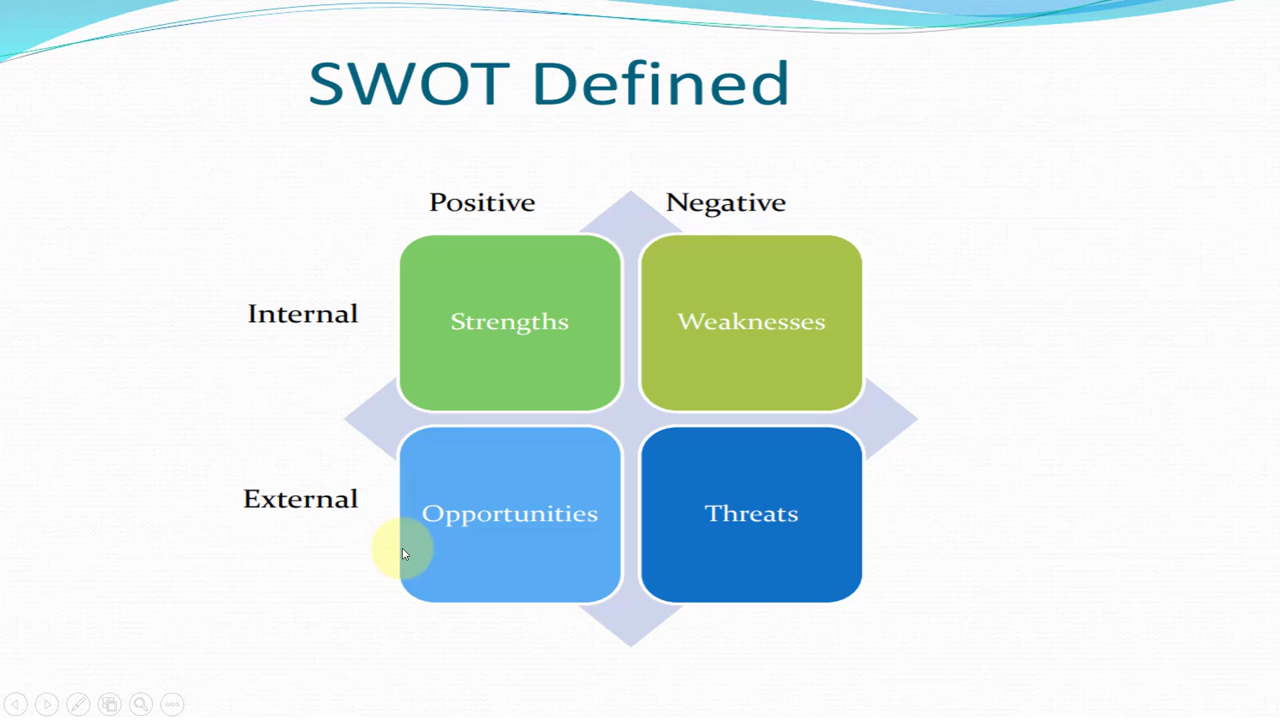 SWOT Defined
Positive Negative
Internal
Strengths Weaknesses
External
Opportunities Threats